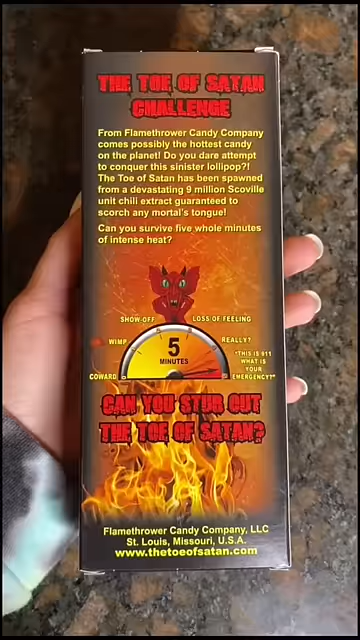 THE TOE OF SATAN
CHALLENGE
From Flamethrower Candy Company
comes possibly the hottest candy
on the planet! Do you dare attempt
to conquer this sinister lollipop?!
The Toe of Satan has been spawned
from a devastating 9 million Scoville
unit chili extract guaranteed to
scorch any mortal's tongue!
Can you survive five whole minutes
of intense heat?
SHOW-OFF
LOSS OF FEELING
WIMP
REALLY?
5
MINUTES
COWARD
"THIS IS 911
WHAT IS
YOUR
EMERGENCY?"
CAN YOU STUB OUT
THE TOE OF SATAN?
Flamethrower Candy Company, LLC
St. Louis, Missouri, U.S.A.
www.thetoeofsatan.com